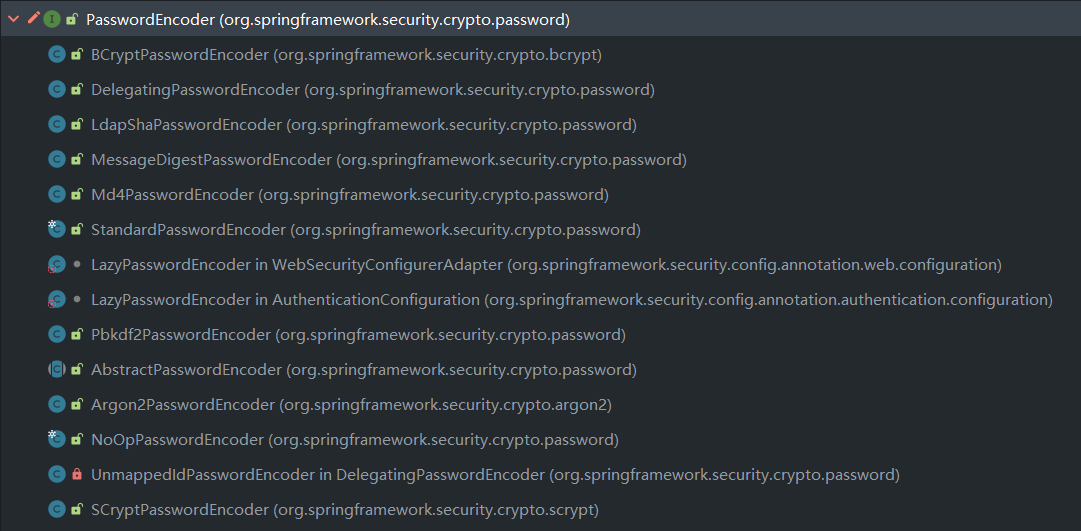 PasswordEncoder (org.springframework.security.crypto.password)
BCryptPasswordEncoder (org.springframework.security.crypto.bcrypt)
DelegatingPasswordEncoder (org.springframework.security.crypto.password)
LdapShaPasswordEncoder (org.springframework.security.crypto.password)
MessageDigestPasswordEncoder (org.springframework.security.crypto.password)
Md4PasswordEncoder (org.springframework.security.crypto.password)
StandardPasswordEncoder (org.springframework.security.crypto.password)
LazyPasswordEncoder in WebSecurityConfigurerAdapter (org.springframework.security.config.annotation.web.configuration)
LazyPasswordEncoder in AuthenticationConfiguration (org.springframework.security.config.annotation.authentication.configuration)
Pbkdf2PasswordEncoder (org.springframework.security.crypto.password)
AbstractPasswordEncoder (org.springframework.security.crypto.password)
Argon2PasswordEncoder (org.springframework.security.crypto.argon2)
NoOpPasswordEncoder (org.springframework.security.crypto.password)
UnmappedIdPasswordEncoder in DelegatingPasswordEncoder (org.springframework.security.crypto.password)
SCryptPasswordEncoder (org.springframework.security.crypto.scrypt)